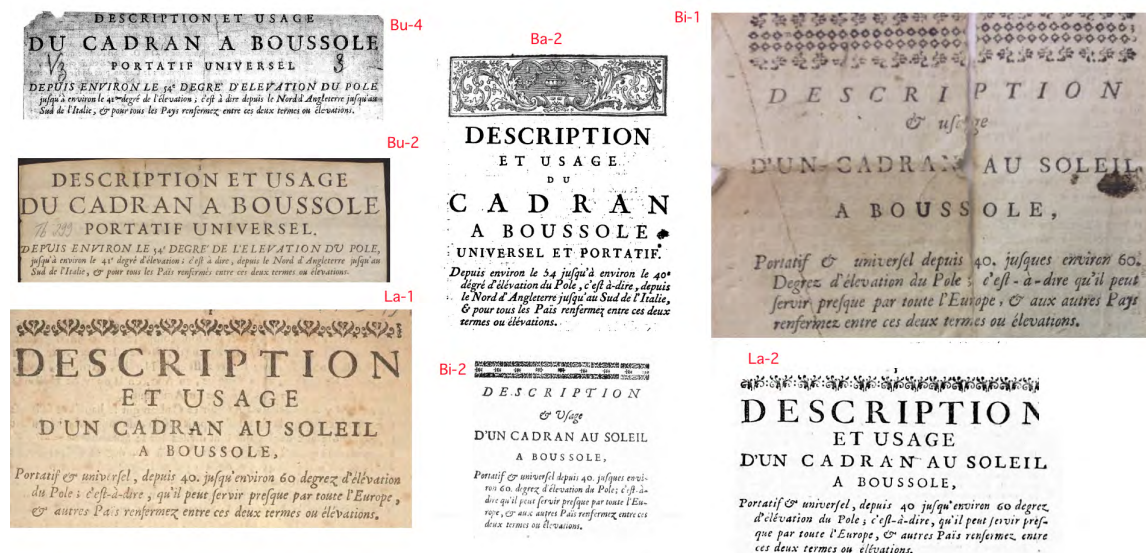 Bu-4
DESCRIPTION ET USAGE
DU CADRAN A BOUSSOLE
PORTATIF UNIVERSEL
DEPUIS ENVIRON LE 54e DEGRE' D'ELEVATION DU POLE
jusqu'à environ le 41me degré de l'élevation ; c'est à dire depuis le Nord d'Angleterre jusqu'au
Sud de l'Italie, & pour tous les Pays renfermez entre ces deux termes ou élevations.
Bu-2
DESCRIPTION ET USAGE
DU CADRAN A BOUSSOLE
PORTATIF UNIVERSEL.
DEPUIS ENVIRON LE 54e DEGRE' DE L'ELEVATION DU POLE,
jusqu'à environ le 41e degré d'élevation : c'est à dire, depuis le Nord d'Angleterre jusqu'au
Sud de l'Italie, & pour tous les Païs renfermés entre ces deux termes ou élevations.
La-1
DESCRIPTION
ET USAGE
D'UN CADRAN AU SOLEIL
A BOUSSOLE,
Portatif & universel, depuis 40. jusqu'environ 60 degrez d'élévation
du Pole ; c'est-à-dire, qu'il peut servir presque par toute l'Europe,
& autres Païs renfermez entre ces deux termes ou élévations.
Ba-2
DESCRIPTION
ET USAGE
DU
CADRAN
A BOUSSOLE
UNIVERSEL ET PORTATIF.
Depuis environ le 54 jusqu'à environ le 40e
dégré d'élévation du Pole, c'est-à-dire, depuis
le Nord d'Angleterre jusqu'au Sud de l'Italie,
& pour tous les Païs renfermez entre ces deux
termes ou élévations.
Bi-2
DESCRIPTION
& Usage
D'UN CADRAN AU SOLEIL
A BOUSSOLE,
Portatif & universel depuis 40. jusques envi-
ron 60. degrez d'élevation du Pole ; c'est-à-
dire qu'il peut servir presque par toute l'Eu-
rope, & aux autres Païs renfermez entre ces
deux termes ou élevations.
Bi-1
DESCRIPTION
& usage
D'UN CADRAN AU SOLEIL
A BOUSSOLE,
Portatif & universel depuis 40. jusques environ 60.
Degrez d'élevation du Pole ; c'est-à-dire qu'il peut
servir presque par toute l'Europe, & aux autres Pays
renfermez entre ces deux termes ou élevations.
La-2
1
DESCRIPTION
ET USAGE
D'UN CADRAN AU SOLEIL
A BOUSSOLE,
Portatif & universel, depuis 40 jusqu'environ 60 degrez
d'élévation du Pole ; c'est-à-dire, qu'il peut servir pres-
que par toute l'Europe, & autres Païs renfermez entre
ces deux termes ou élévations.